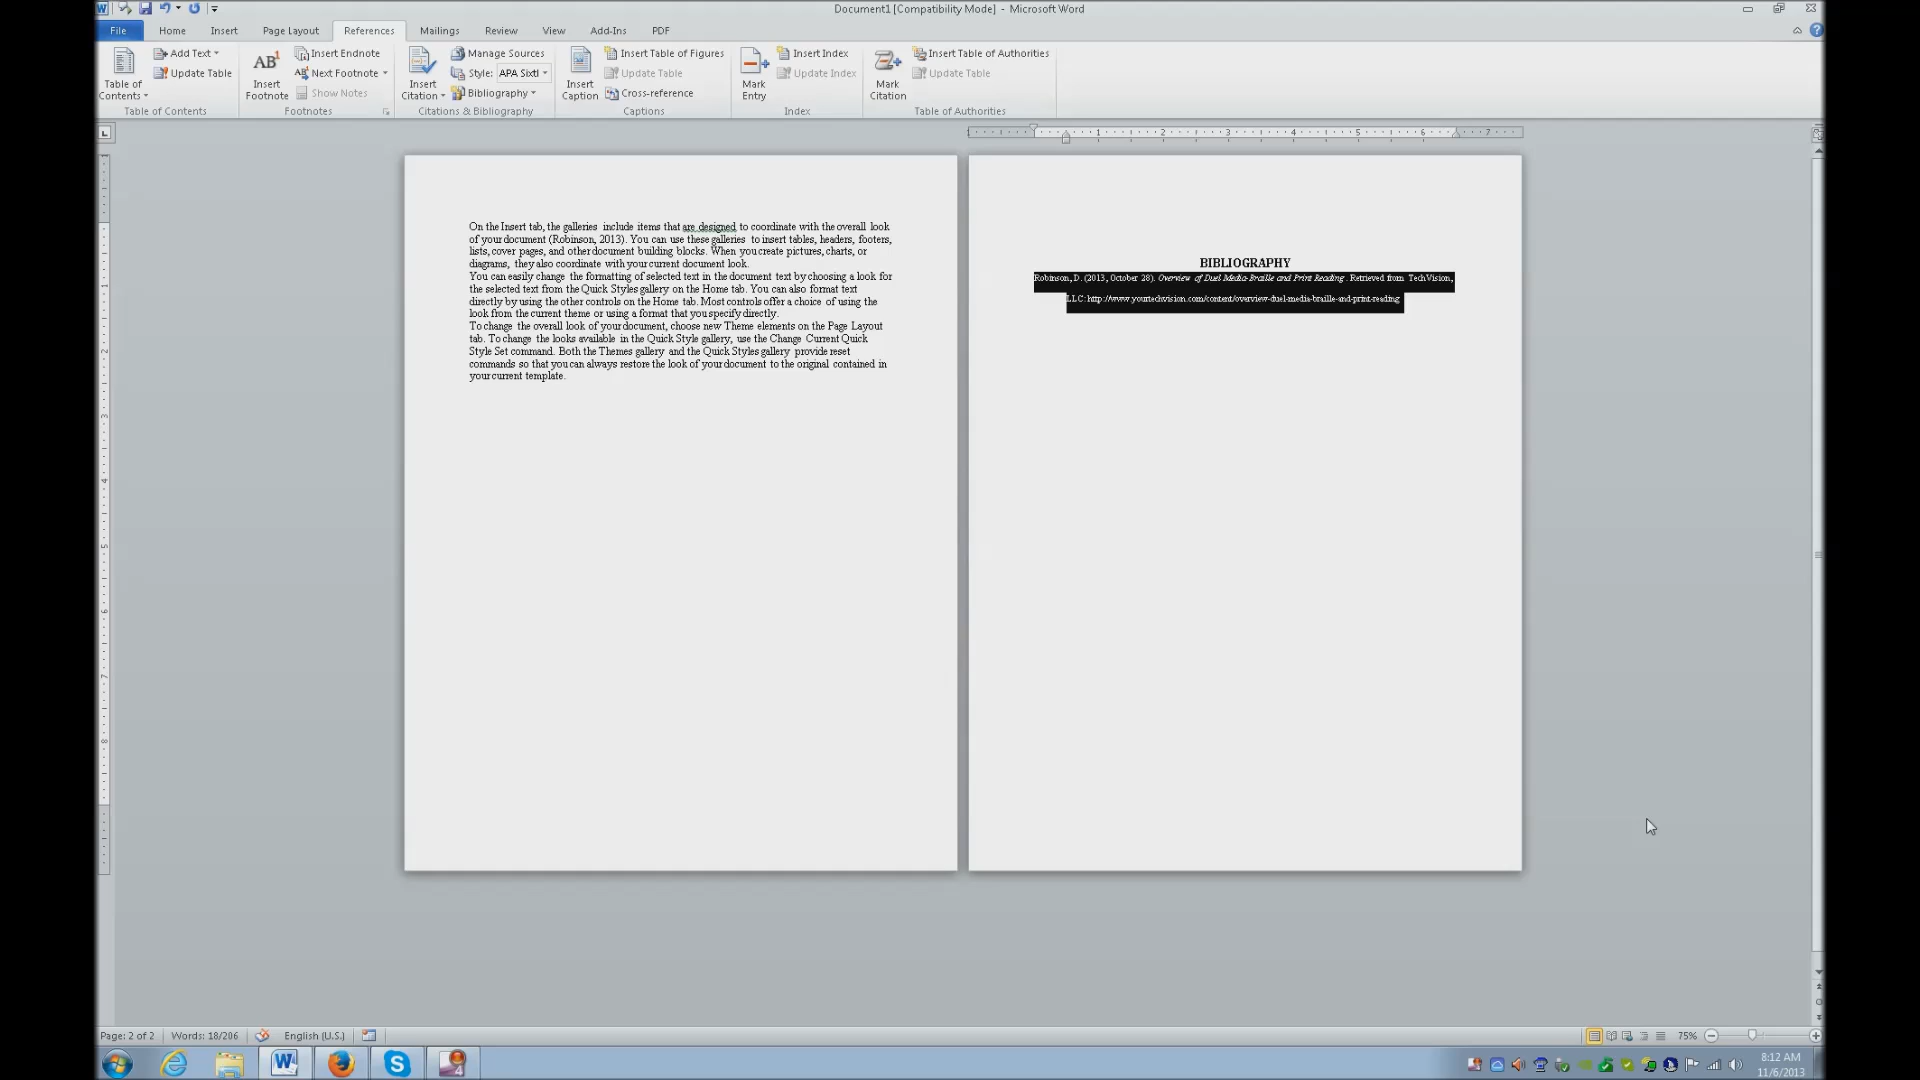 Document1 [Compatibility Mode] - Microsoft Word
File Home Insert Page Layout References Mailings Review View Add-Ins PDF
Table of Contents
Add Text
Update Table
Table of Contents
AB1 Insert Footnote
Insert Endnote
Next Footnote
Show Notes
Footnotes
Insert Citation
Manage Sources
Style: APA Sixtl
Bibliography
Citations & Bibliography
Insert Caption
Insert Table of Figures
Update Table
Cross-reference
Captions
Mark Entry
Insert Index
Update Index
Index
Mark Citation
Insert Table of Authorities
Update Table
Table of Authorities
1 2 3 4 5 6 7
On the Insert tab, the galleries include items that are designed to coordinate with the overall look
of your document (Robinson, 2013). You can use these galleries to insert tables, headers, footers,
lists, cover pages, and other document building blocks. When you create pictures, charts, or
diagrams, they also coordinate with your current document look.
You can easily change the formatting of selected text in the document text by choosing a look for
the selected text from the Quick Styles gallery on the Home tab. You can also format text
directly by using the other controls on the Home tab. Most controls offer a choice of using the
look from the current theme or using a format that you specify directly.
To change the overall look of your document, choose new Theme elements on the Page Layout
tab. To change the looks available in the Quick Style gallery, use the Change Current Quick
Style Set command. Both the Themes gallery and the Quick Styles gallery provide reset
commands so that you can always restore the look of your document to the original contained in
your current template.
BIBLIOGRAPHY
Robinson, D. (2013, October 28). Overview of Duel Media-Braille and Print Reading . Retrieved from TechVision,
LLC: http://www.yourtechvision.com/content/overview-duel-media-braille-and-print-reading
Page: 2 of 2 Words: 18/206 English (U.S.) 75%
8:12 AM
11/6/2013